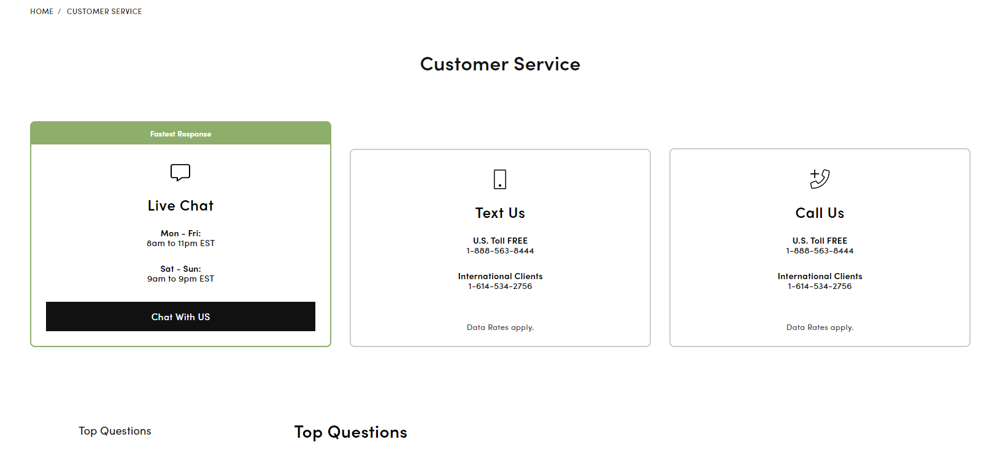 HOME / CUSTOMER SERVICE
Customer Service
Fastest Response
Live Chat
Mon - Fri:
8am to 11pm EST
Sat - Sun:
9am to 9pm EST
Chat With US
Text Us
U.S. Toll FREE
1-888-563-8444
International Clients
1-614-534-2756
Data Rates apply.
Call Us
U.S. Toll FREE
1-888-563-8444
International Clients
1-614-534-2756
Data Rates apply.
Top Questions
Top Questions